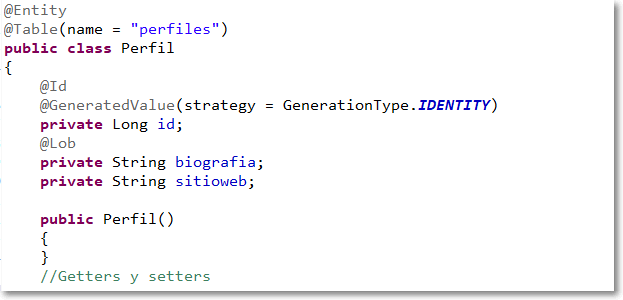 @Entity
@Table(name = "perfiles")
public class Perfil
{
    @Id
    @GeneratedValue(strategy = GenerationType.IDENTITY)
    private Long id;
    @Lob
    private String biografia;
    private String sitioweb;

    public Perfil()
    {
    }
    //Getters y setters